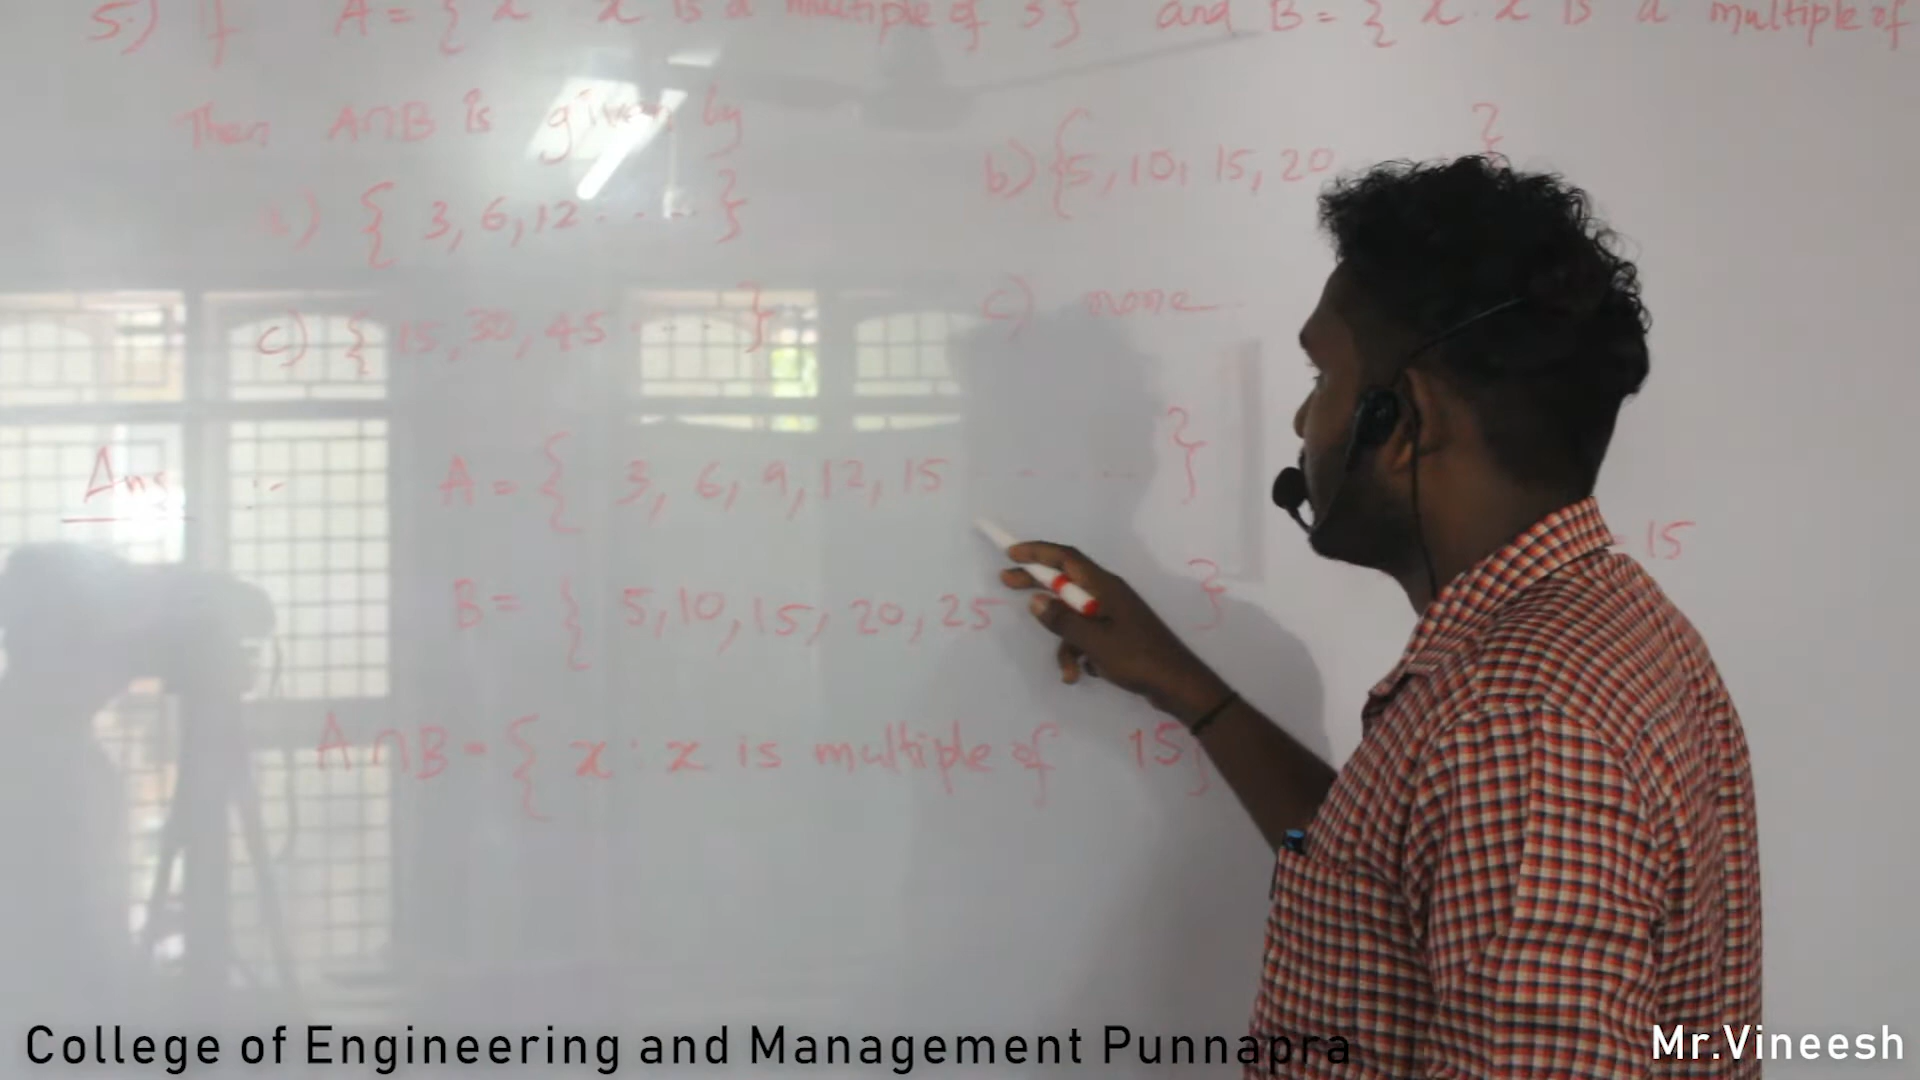 5) If A = { x : x is a multiple of 3} and B = { x : x is a multiple of
Then A∩B is given by
a) { 3, 6, 12 . . . . }
b) {5, 10, 15, 20 }
c) { 15, 30, 45 . . . }
c) none
Ans :- A = { 3, 6, 9, 12, 15 - - - - }
= 15
B = { 5, 10, 15, 20, 25 }
A∩B = { x : x is multiple of 15}
College of Engineering and Management Punnapra
Mr.Vineesh